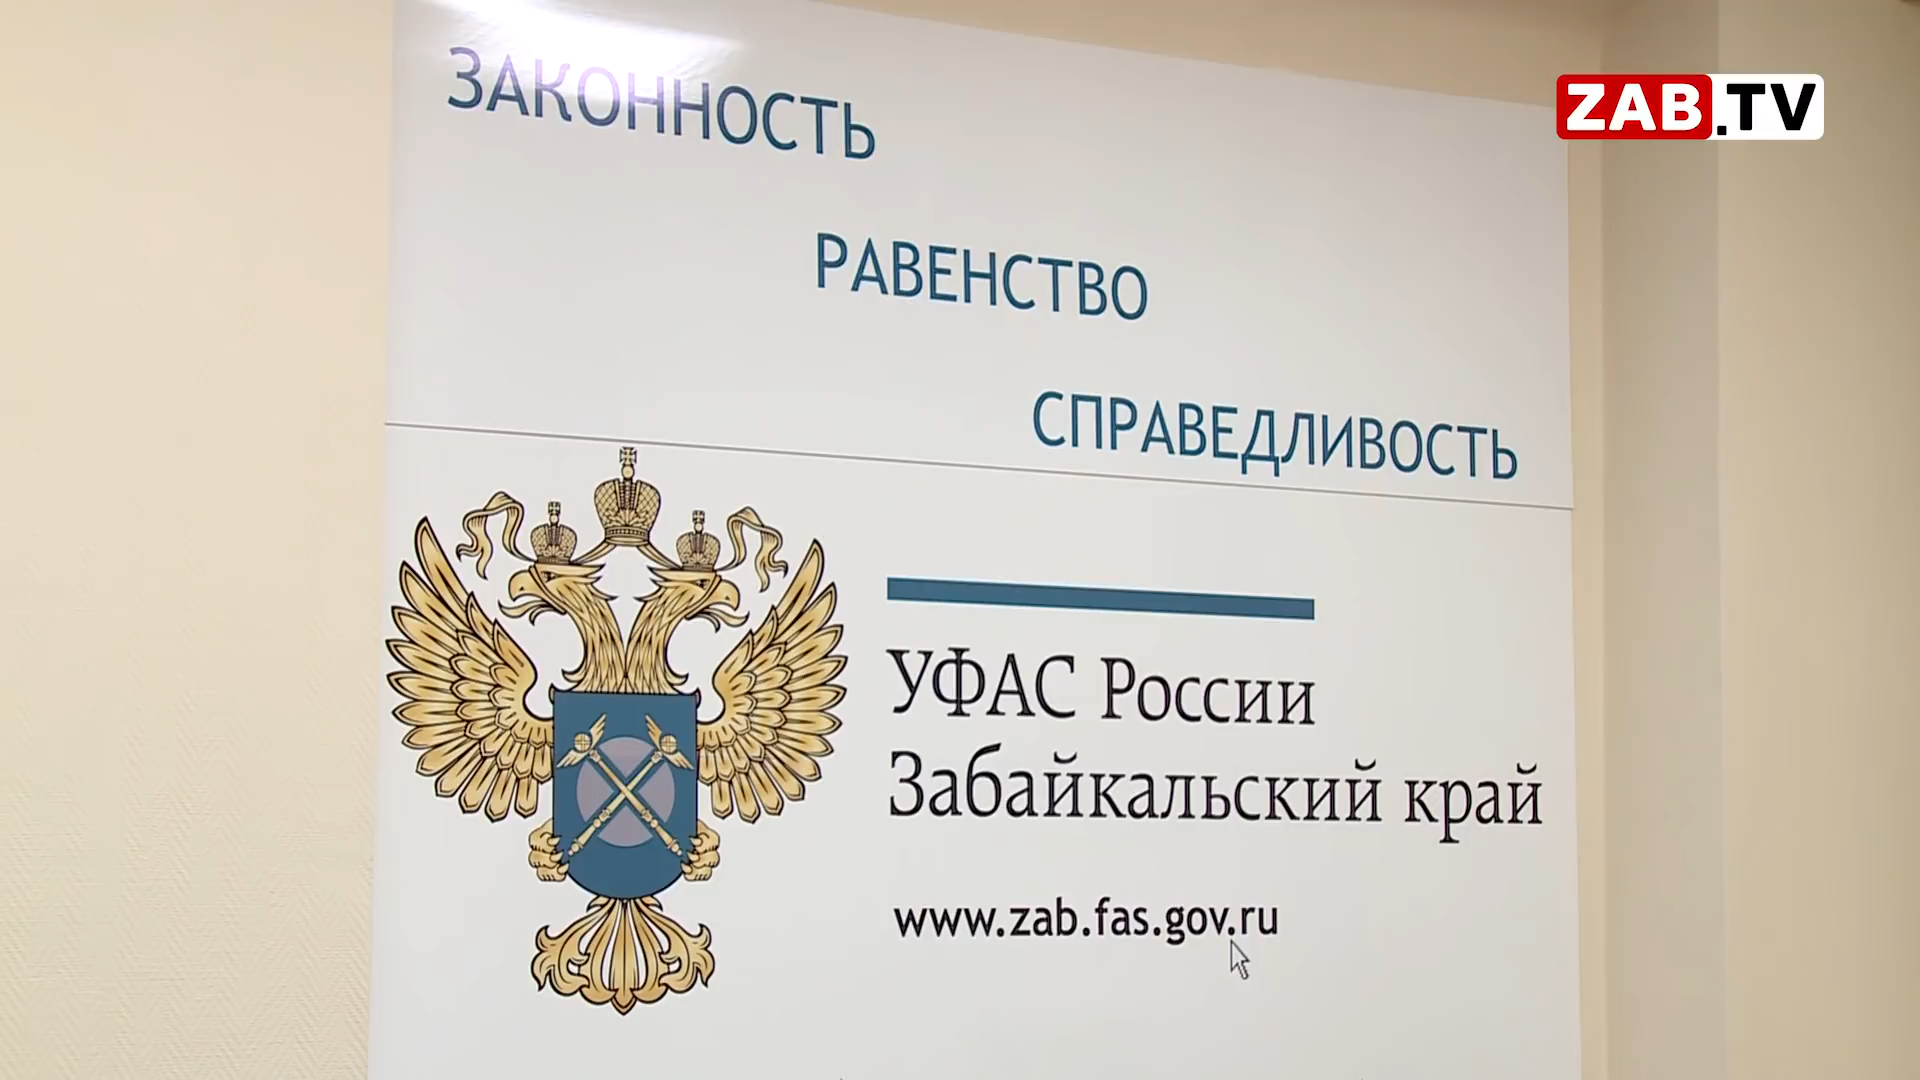 ЗАКОННОСТЬ
ZAB.TV
РАВЕНСТВО
СПРАВЕДЛИВОСТЬ
УФАС России
Забайкальский край
www.zab.fas.gov.ru